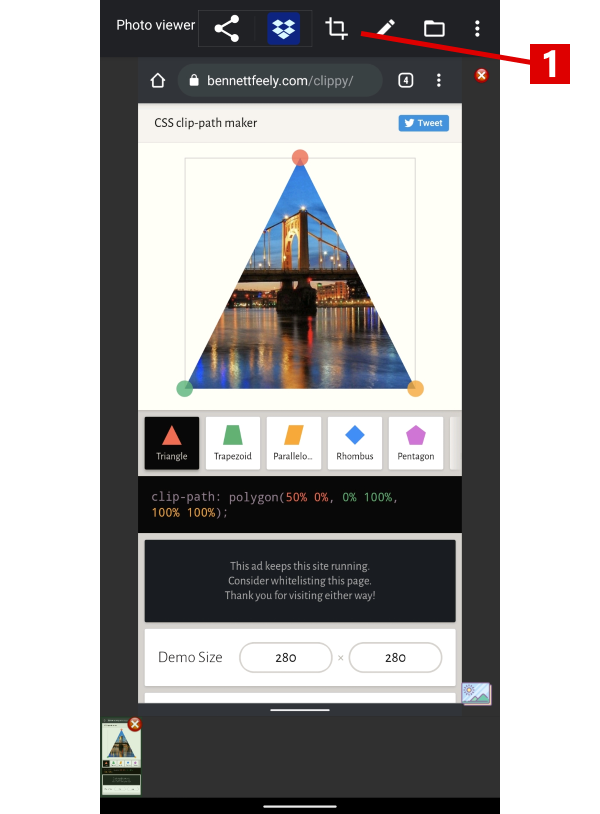 Photo viewer
1
bennettfeely.com/clippy/
4
CSS clip-path maker
Tweet
Triangle
Trapezoid
Parallelo...
Rhombus
Pentagon
clip-path: polygon(50% 0%, 0% 100%,
100% 100%);
This ad keeps this site running.
Consider whitelisting this page.
Thank you for visiting either way!
Demo Size
280
×
280